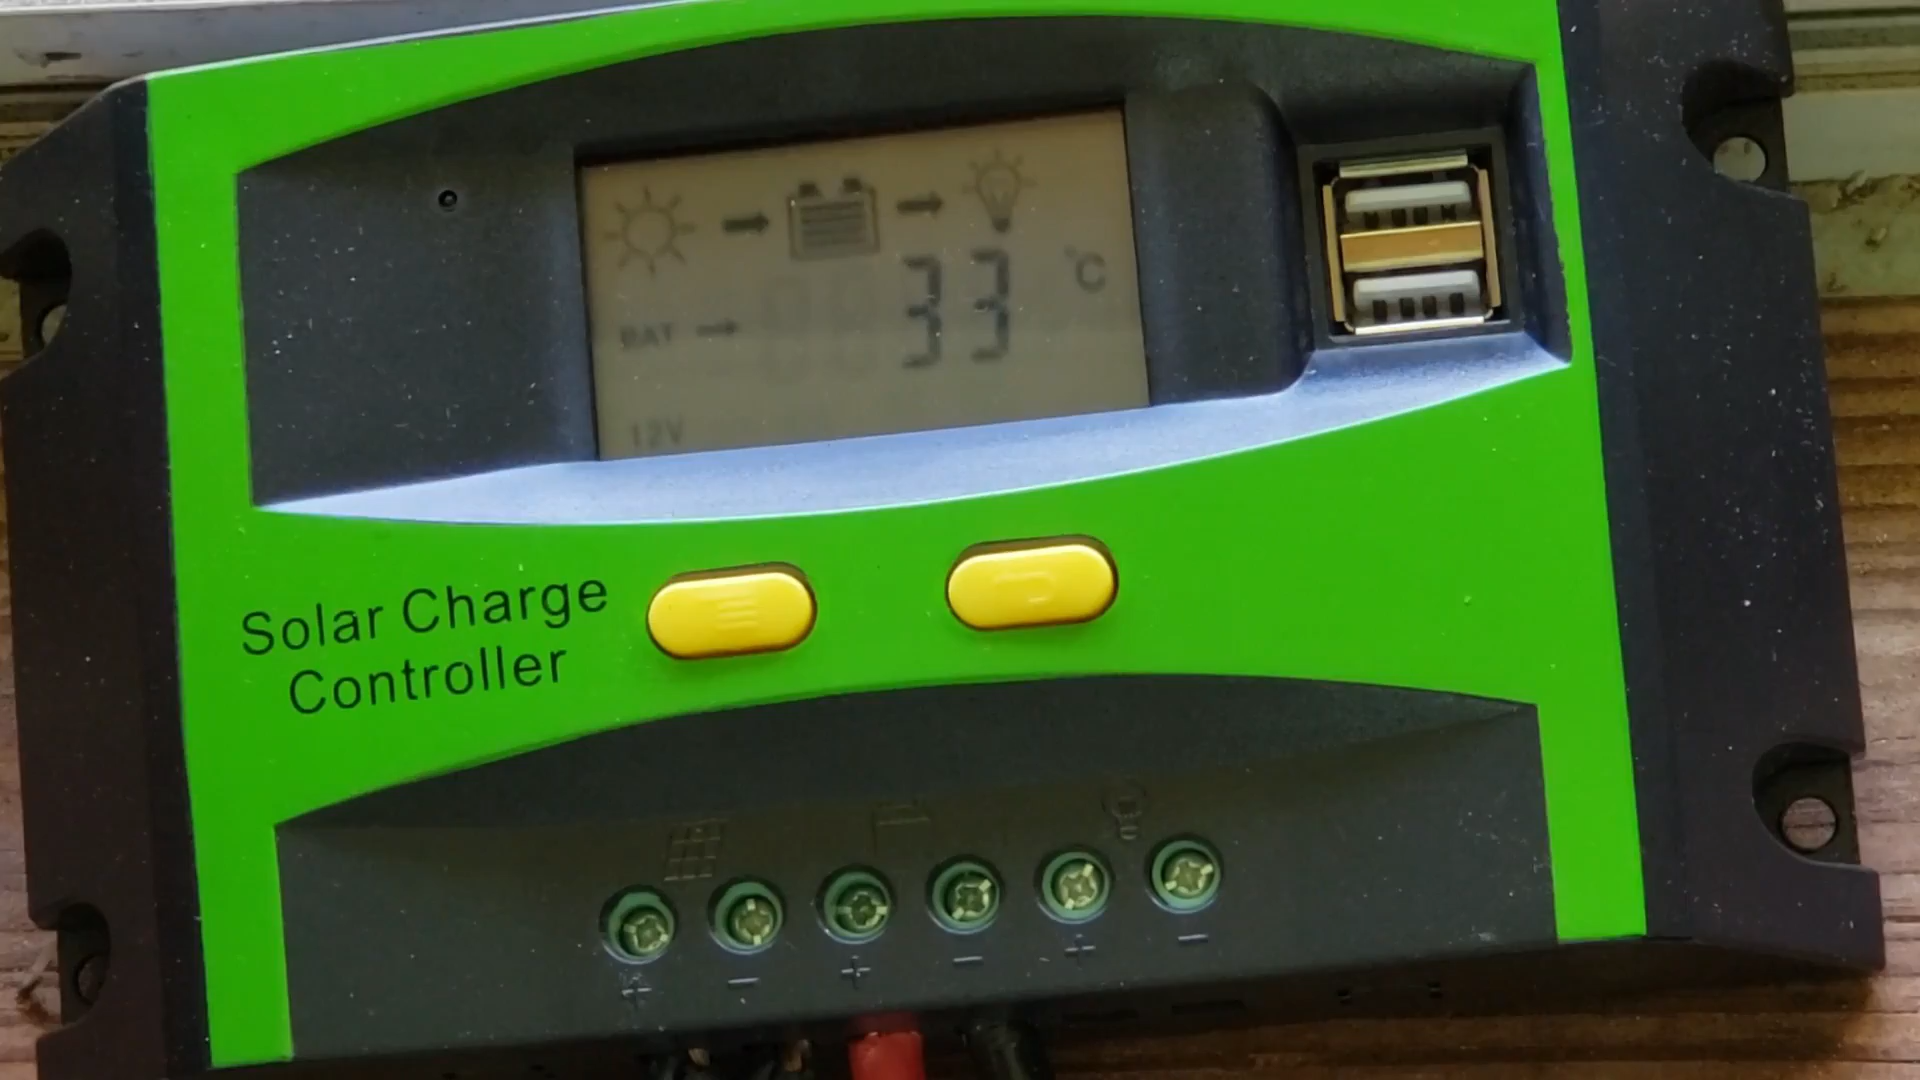 33 °C
BAT →
12V
Solar Charge
Controller
+ − + − + −